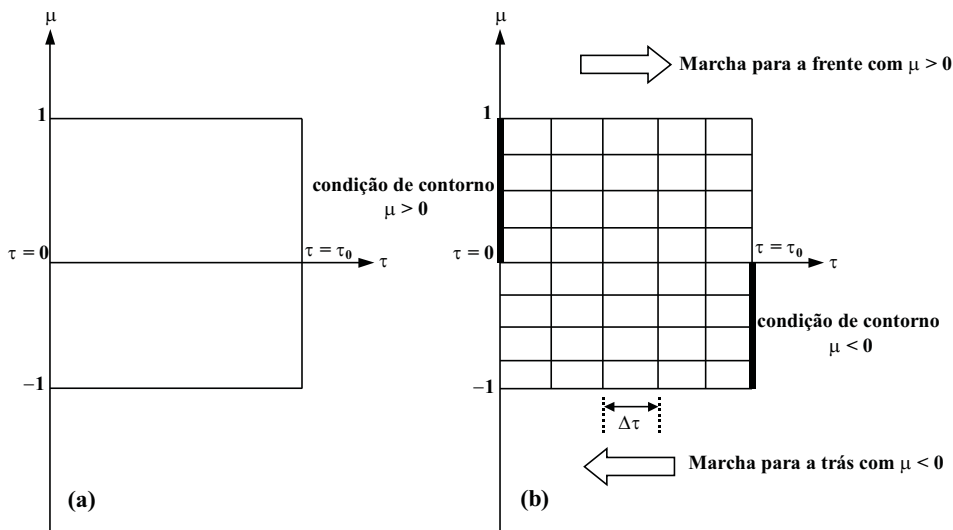 μ
1
τ = 0
τ = τ0
τ
–1
(a)
μ
Marcha para a frente com μ > 0
1
condição de contorno
μ > 0
τ = 0
τ = τ0
τ
condição de contorno
μ < 0
–1
Δτ
Marcha para a trás com μ < 0
(b)